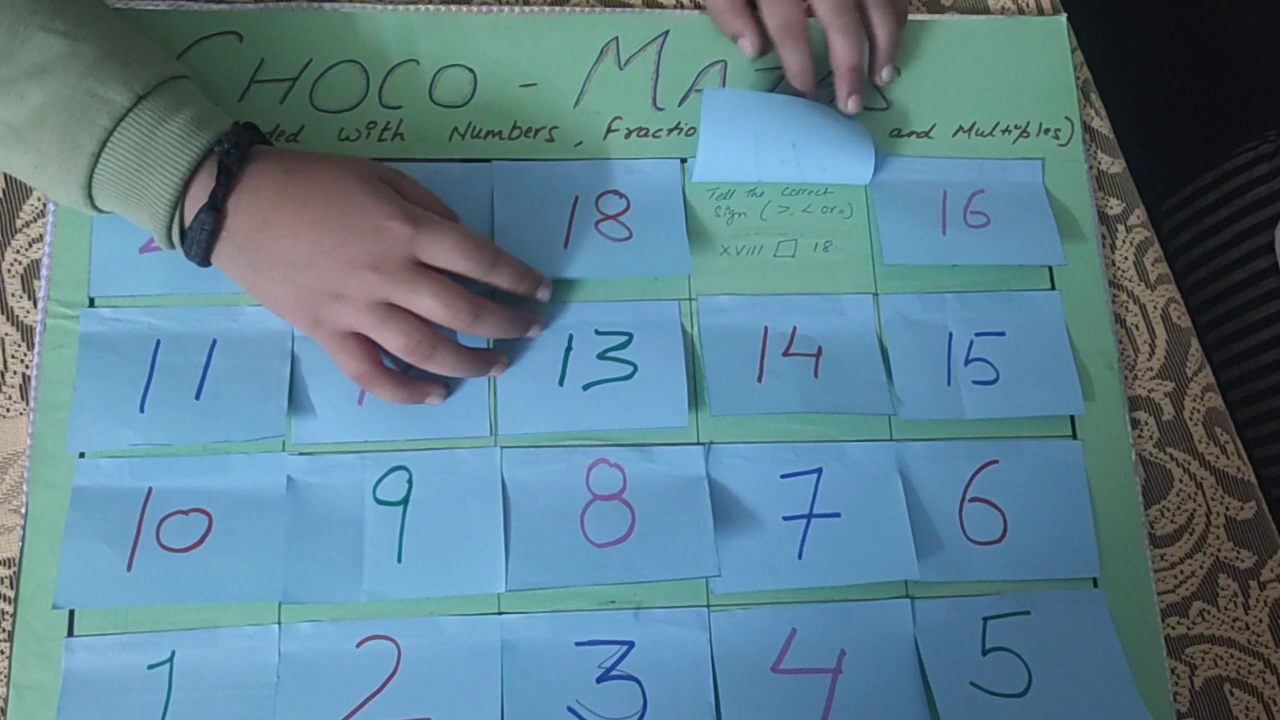 CHOCO - MA
with Numbers, Fractio and Multiples)
18 16
Tell the correct
sign (>, < or =)
XVIII □ 18
11 13 14 15
10 9 8 7 6
1 2 3 4 5